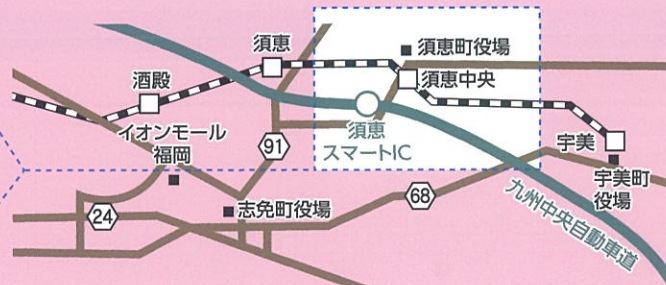 須恵
須恵町役場
酒殿
須恵中央
イオンモール
福岡
須恵
スマートIC
91
宇美
宇美町
役場
68
24
志免町役場
九州中央自動車道